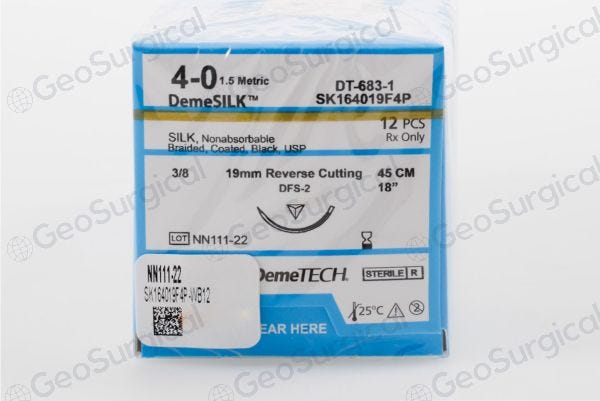 4-0 1.5 Metric
DT-683-1
DemeSILK™
SK164019F4P
12 PCS
SILK, Nonabsorbable
Rx Only
Braided, Coated, Black, USP
3/8
19mm Reverse Cutting
45 CM
DFS-2
18”
LOT NN111-22
NN111-22
DemeTECH®
STERILE R
SK164019F4P-WB12
25°C
EAR HERE
GeoSurgical